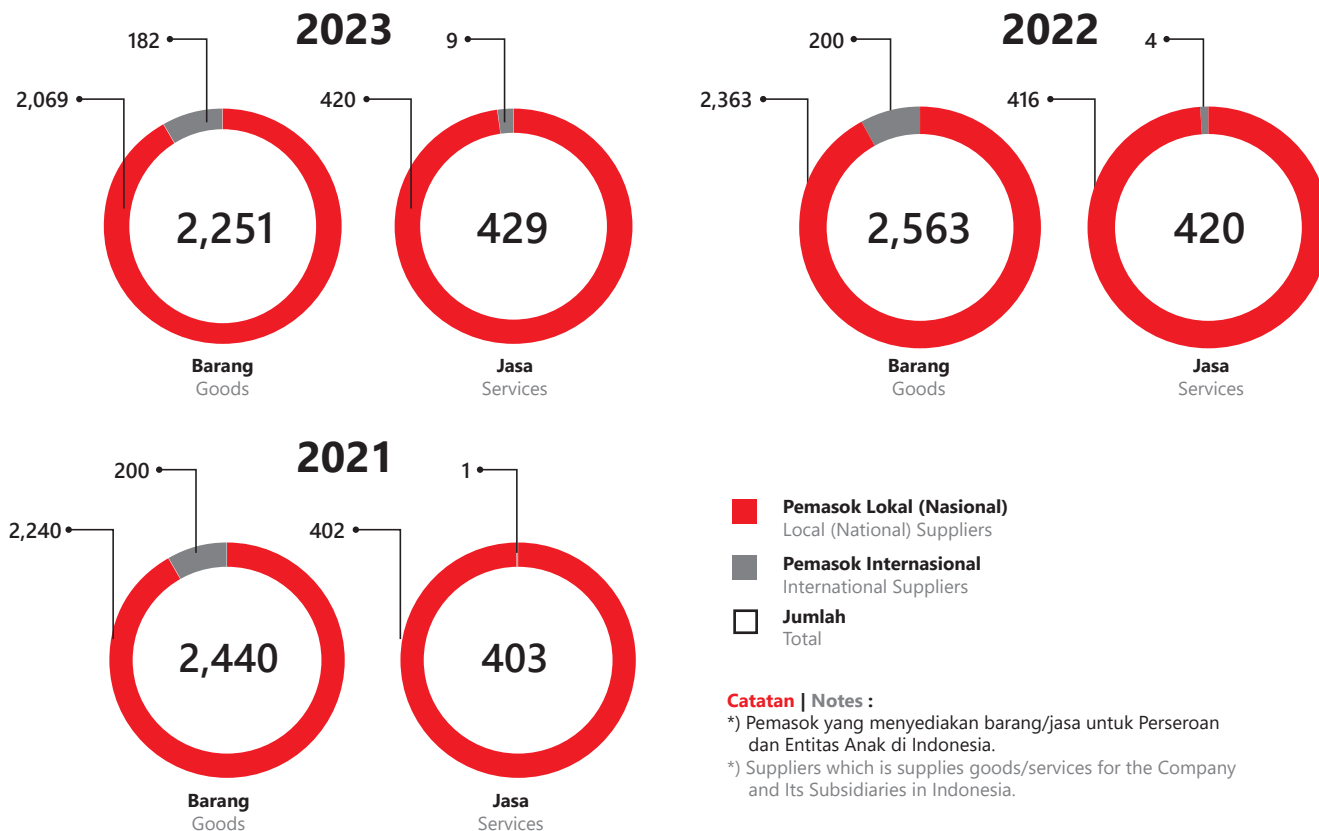 2023
182
9
2,069
420
2,251
429
Barang
Goods
Jasa
Services
2022
200
4
2,363
416
2,563
420
Barang
Goods
Jasa
Services
2021
200
1
2,240
402
2,440
403
Barang
Goods
Jasa
Services
Pemasok Lokal (Nasional)
Local (National) Suppliers
Pemasok Internasional
International Suppliers
Jumlah
Total
Catatan | Notes :
*) Pemasok yang menyediakan barang/jasa untuk Perseroan
dan Entitas Anak di Indonesia.
*) Suppliers which is supplies goods/services for the Company
and Its Subsidiaries in Indonesia.